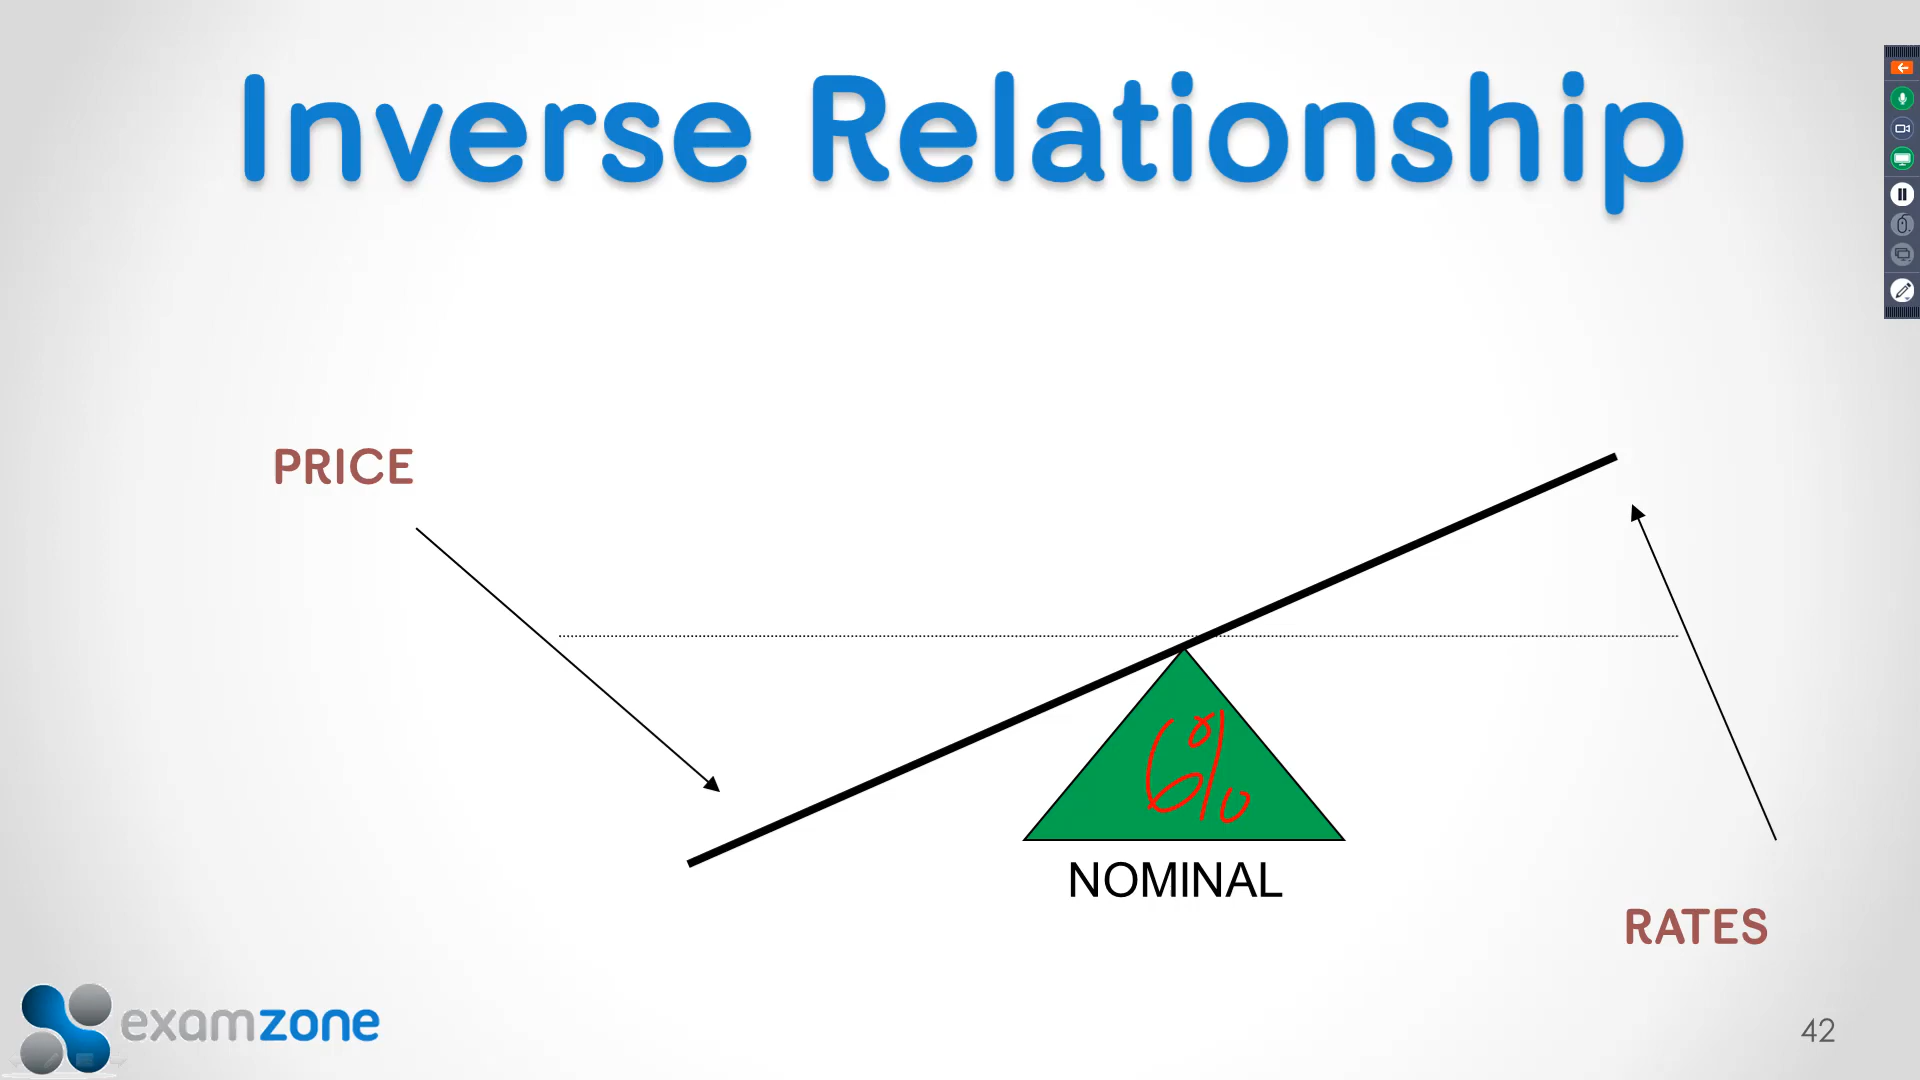 Inverse Relationship
PRICE
6%
NOMINAL
RATES
examzone
42